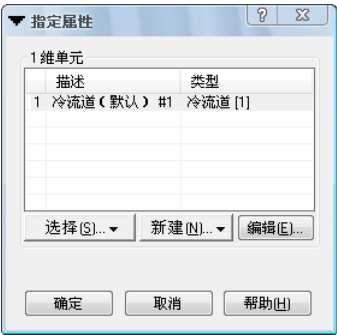 指定属性
1维单元
描述 类型
1 冷流道（默认） #1 冷流道 [1]
选择(S)... 新建(N)... 编辑(E)...
确定 取消 帮助(H)